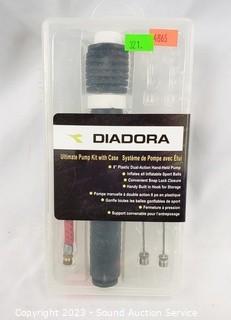 321
4865
DIADORA
Ultimate Pump Kit with Case Système de Pompe avec Étui
• 8" Plastic Dual-Action Hand-Held Pump
• Inflates all Inflatable Sport Balls
• Convenient Snap Lock Closure
• Handy Built in Hook for Storage
• Pompe manuelle à double action 8 po en plastique
• Gonfle toutes les balles gonflables de sport
• Fermeture à pression
• Support convenable pour l'entreposage
Copyright 2023 - Sound Auction Service